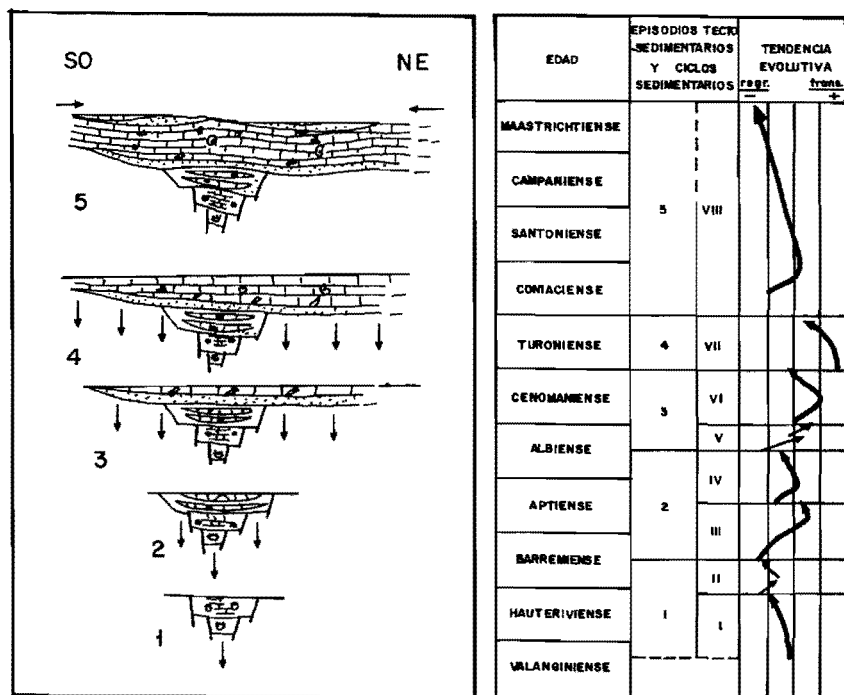 SO
NE
5
4
3
2
1
EDAD
EPISODIOS TECTO
-SEDIMENTARIOS
Y CICLOS
SEDIMENTARIOS
TENDENCIA
EVOLUTIVA
regr. trans.
− +
MAASTRICHTIENSE
CAMPANIENSE
SANTONIENSE
CONIACIENSE
5 VIII
TURONIENSE 4 VII
CENOMANIENSE
3
VI
V
ALBIENSE
IV
APTIENSE
2
III
BARREMIENSE
II
HAUTERIVIENSE
1
I
VALANGINIENSE